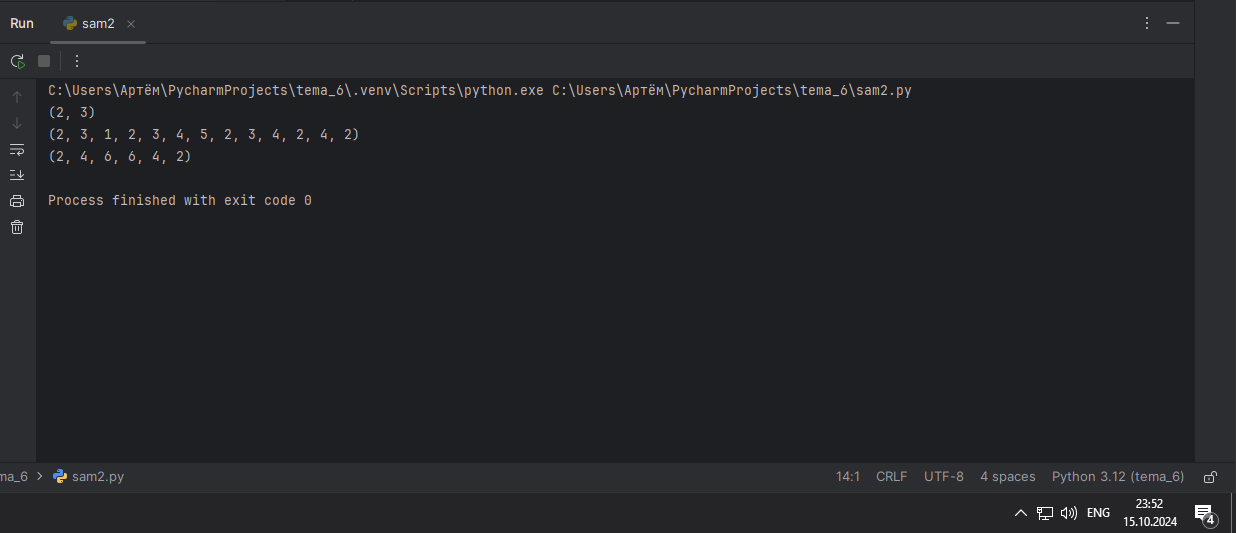 Run sam2
C:\Users\Артём\PycharmProjects\tema_6\.venv\Scripts\python.exe C:\Users\Артём\PycharmProjects\tema_6\sam2.py
(2, 3)
(2, 3, 1, 2, 3, 4, 5, 2, 3, 4, 2, 4, 2)
(2, 4, 6, 6, 4, 2)
Process finished with exit code 0
ma_6 > sam2.py 14:1 CRLF UTF-8 4 spaces Python 3.12 (tema_6)
23:52
ENG
15.10.2024
4